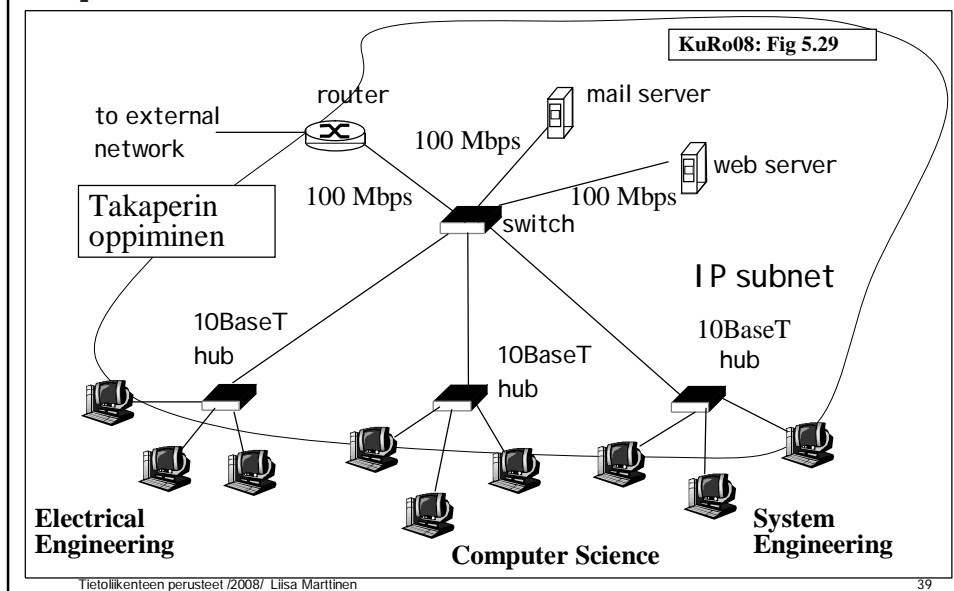 KuRo08: Fig 5.29
router
mail server
to external
network
100 Mbps
web server
100 Mbps
100 Mbps
Takaperin
oppiminen
switch
IP subnet
10BaseT
hub
10BaseT
hub
10BaseT
hub
Electrical
Engineering
Computer Science
System
Engineering
Tietoliikenteen perusteet /2008/ Liisa Marttinen
39